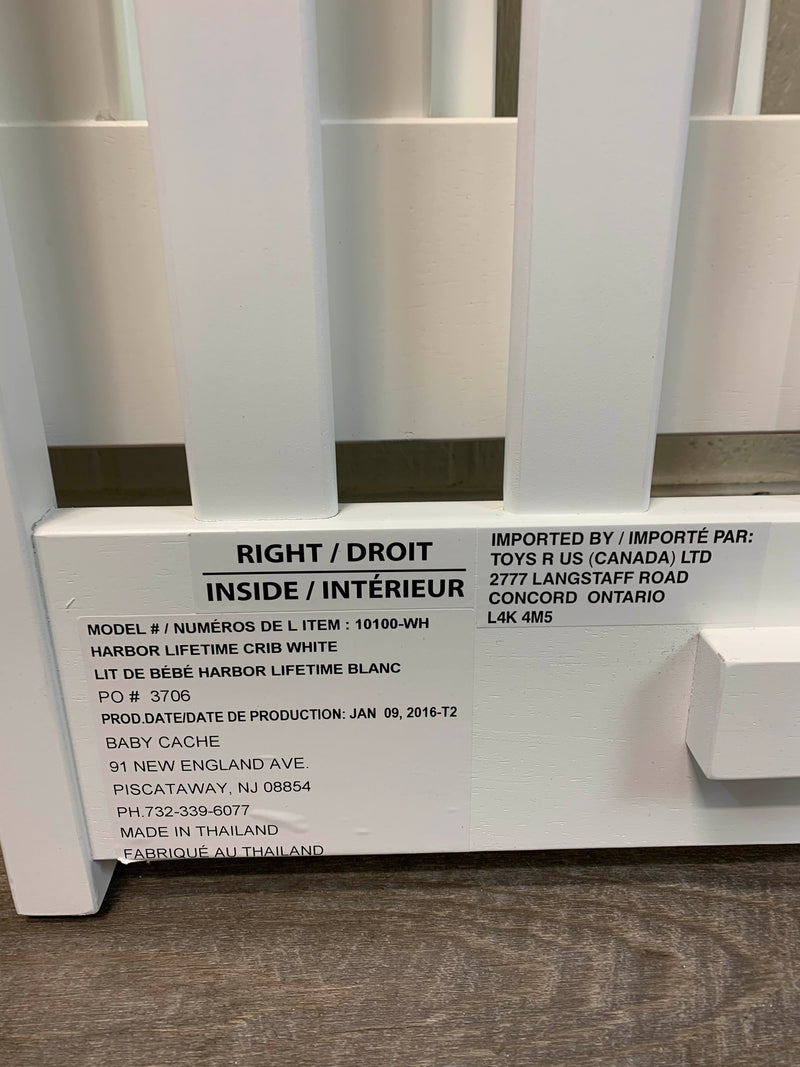 RIGHT / DROIT
INSIDE / INTÉRIEUR
MODEL # / NUMÉROS DE L ITEM : 10100-WH
HARBOR LIFETIME CRIB WHITE
LIT DE BÉBÉ HARBOR LIFETIME BLANC
PO # 3706
PROD.DATE/DATE DE PRODUCTION: JAN 09, 2016-T2
BABY CACHE
91 NEW ENGLAND AVE.
PISCATAWAY, NJ 08854
PH.732-339-6077
MADE IN THAILAND
FABRIQUÉ AU THAILAND
IMPORTED BY / IMPORTÉ PAR:
TOYS R US (CANADA) LTD
2777 LANGSTAFF ROAD
CONCORD ONTARIO
L4K 4M5